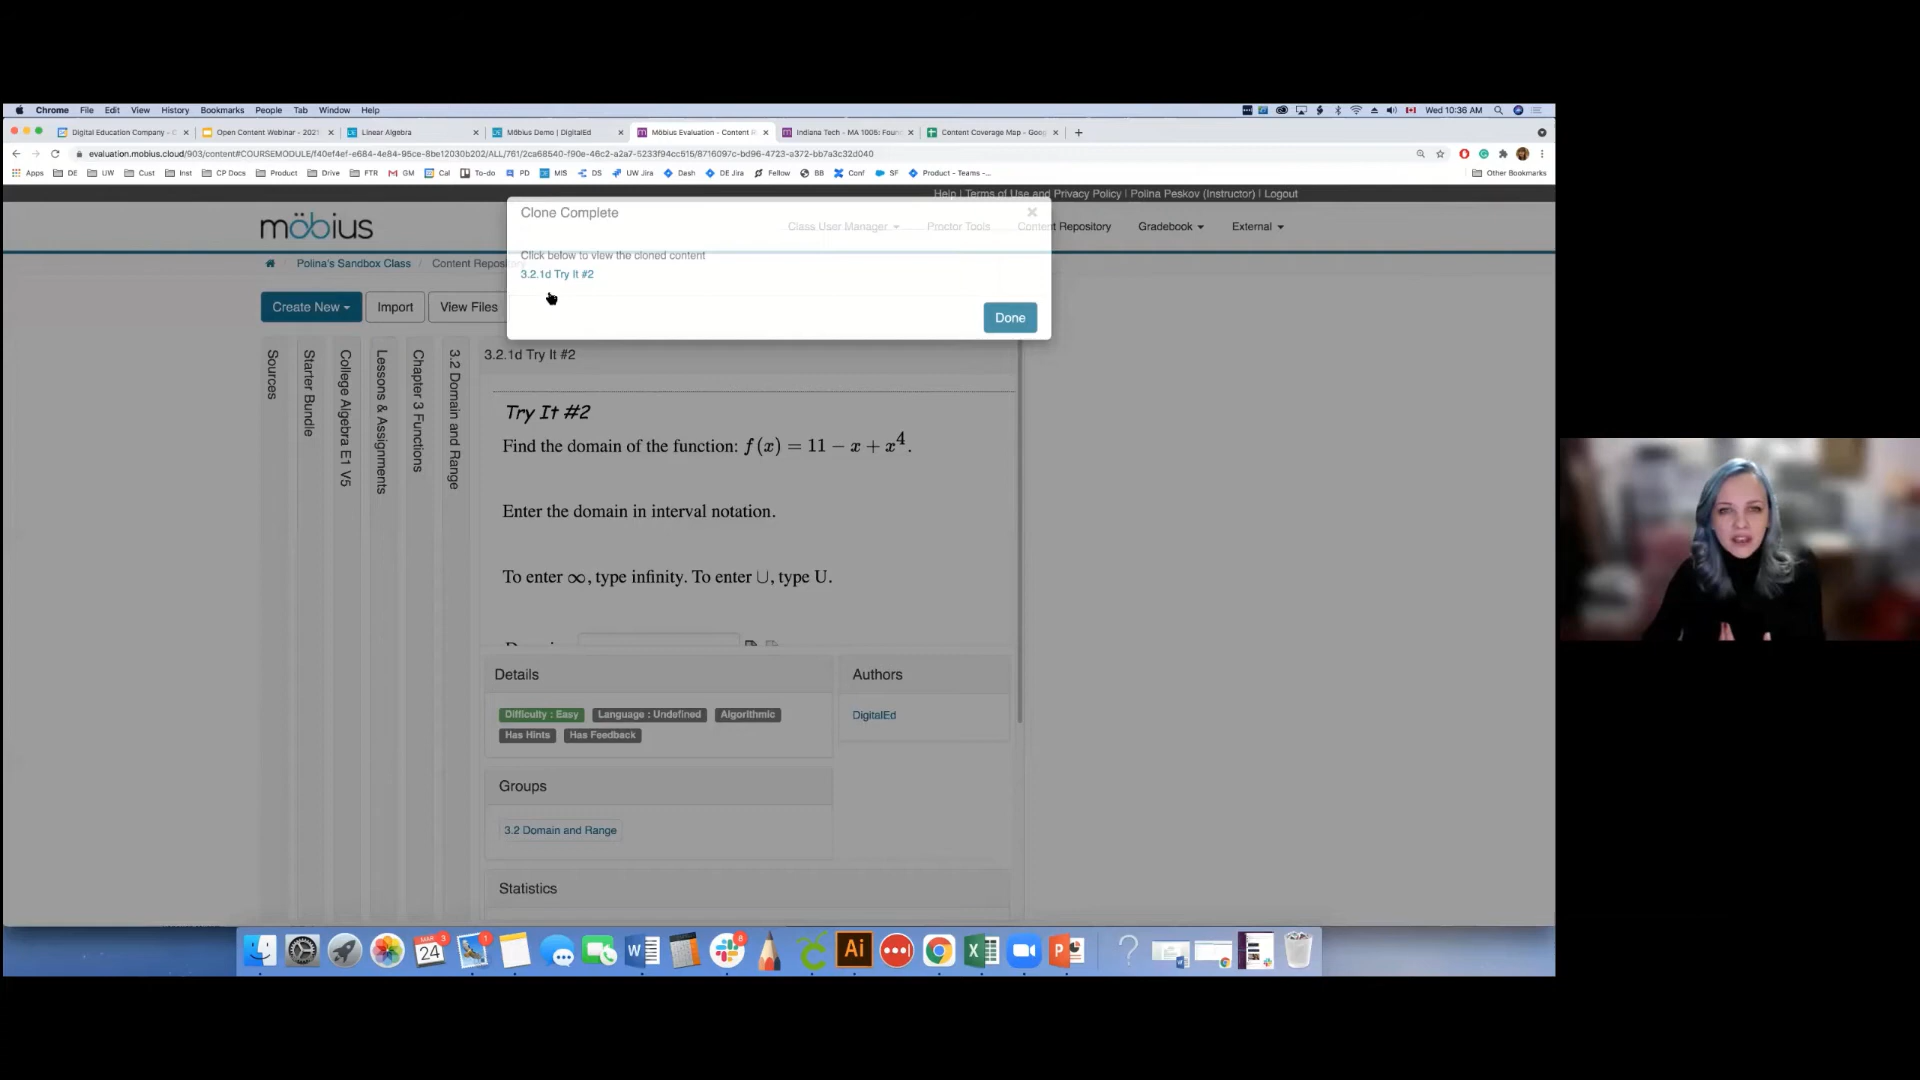 Chrome File Edit View History Bookmarks People Tab Window Help
Wed 10:36 AM
Digital Education Company - C
Open Content Webinar - 2021
Linear Algebra
Möbius Demo | DigitalEd
Möbius Evaluation - Content R
Indiana Tech - MA 1005: Foun
Content Coverage Map - Goog
evaluation.mobius.cloud/903/content#COURSEMODULE/f40ef4ef-e684-4e84-95ce-8be12030b202/ALL/761/2ca68540-f90e-46c2-a2a7-5233f94cc515/8716097c-bd96-4723-a372-bb7a3c32d040
Apps DE UW Cust Inst CP Docs Product Drive FTR GM Cal To-do PD MIS DS UW Jira Dash DE Jira Fellow BB Conf SF Product - Teams -... Other Bookmarks
Help | Terms of Use and Privacy Policy | Polina Peskov (Instructor) | Logout
möbius
Class User Manager Proctor Tools Content Repository Gradebook External
Polina's Sandbox Class / Content Reposi
Clone Complete
Click below to view the cloned content
3.2.1d Try It #2
Done
Create New Import View Files
Sources
Starter Bundle
College Algebra E1 V5
Lessons & Assignments
Chapter 3 Functions
3.2 Domain and Range
3.2.1d Try It #2
Try It #2
Find the domain of the function: f(x) = 11 − x + x⁴.
Enter the domain in interval notation.
To enter ∞, type infinity. To enter ∪, type U.
Details
Difficulty : Easy Language : Undefined Algorithmic
Has Hints Has Feedback
Authors
DigitalEd
Groups
3.2 Domain and Range
Statistics
MAR
24
3
1
8
Ai